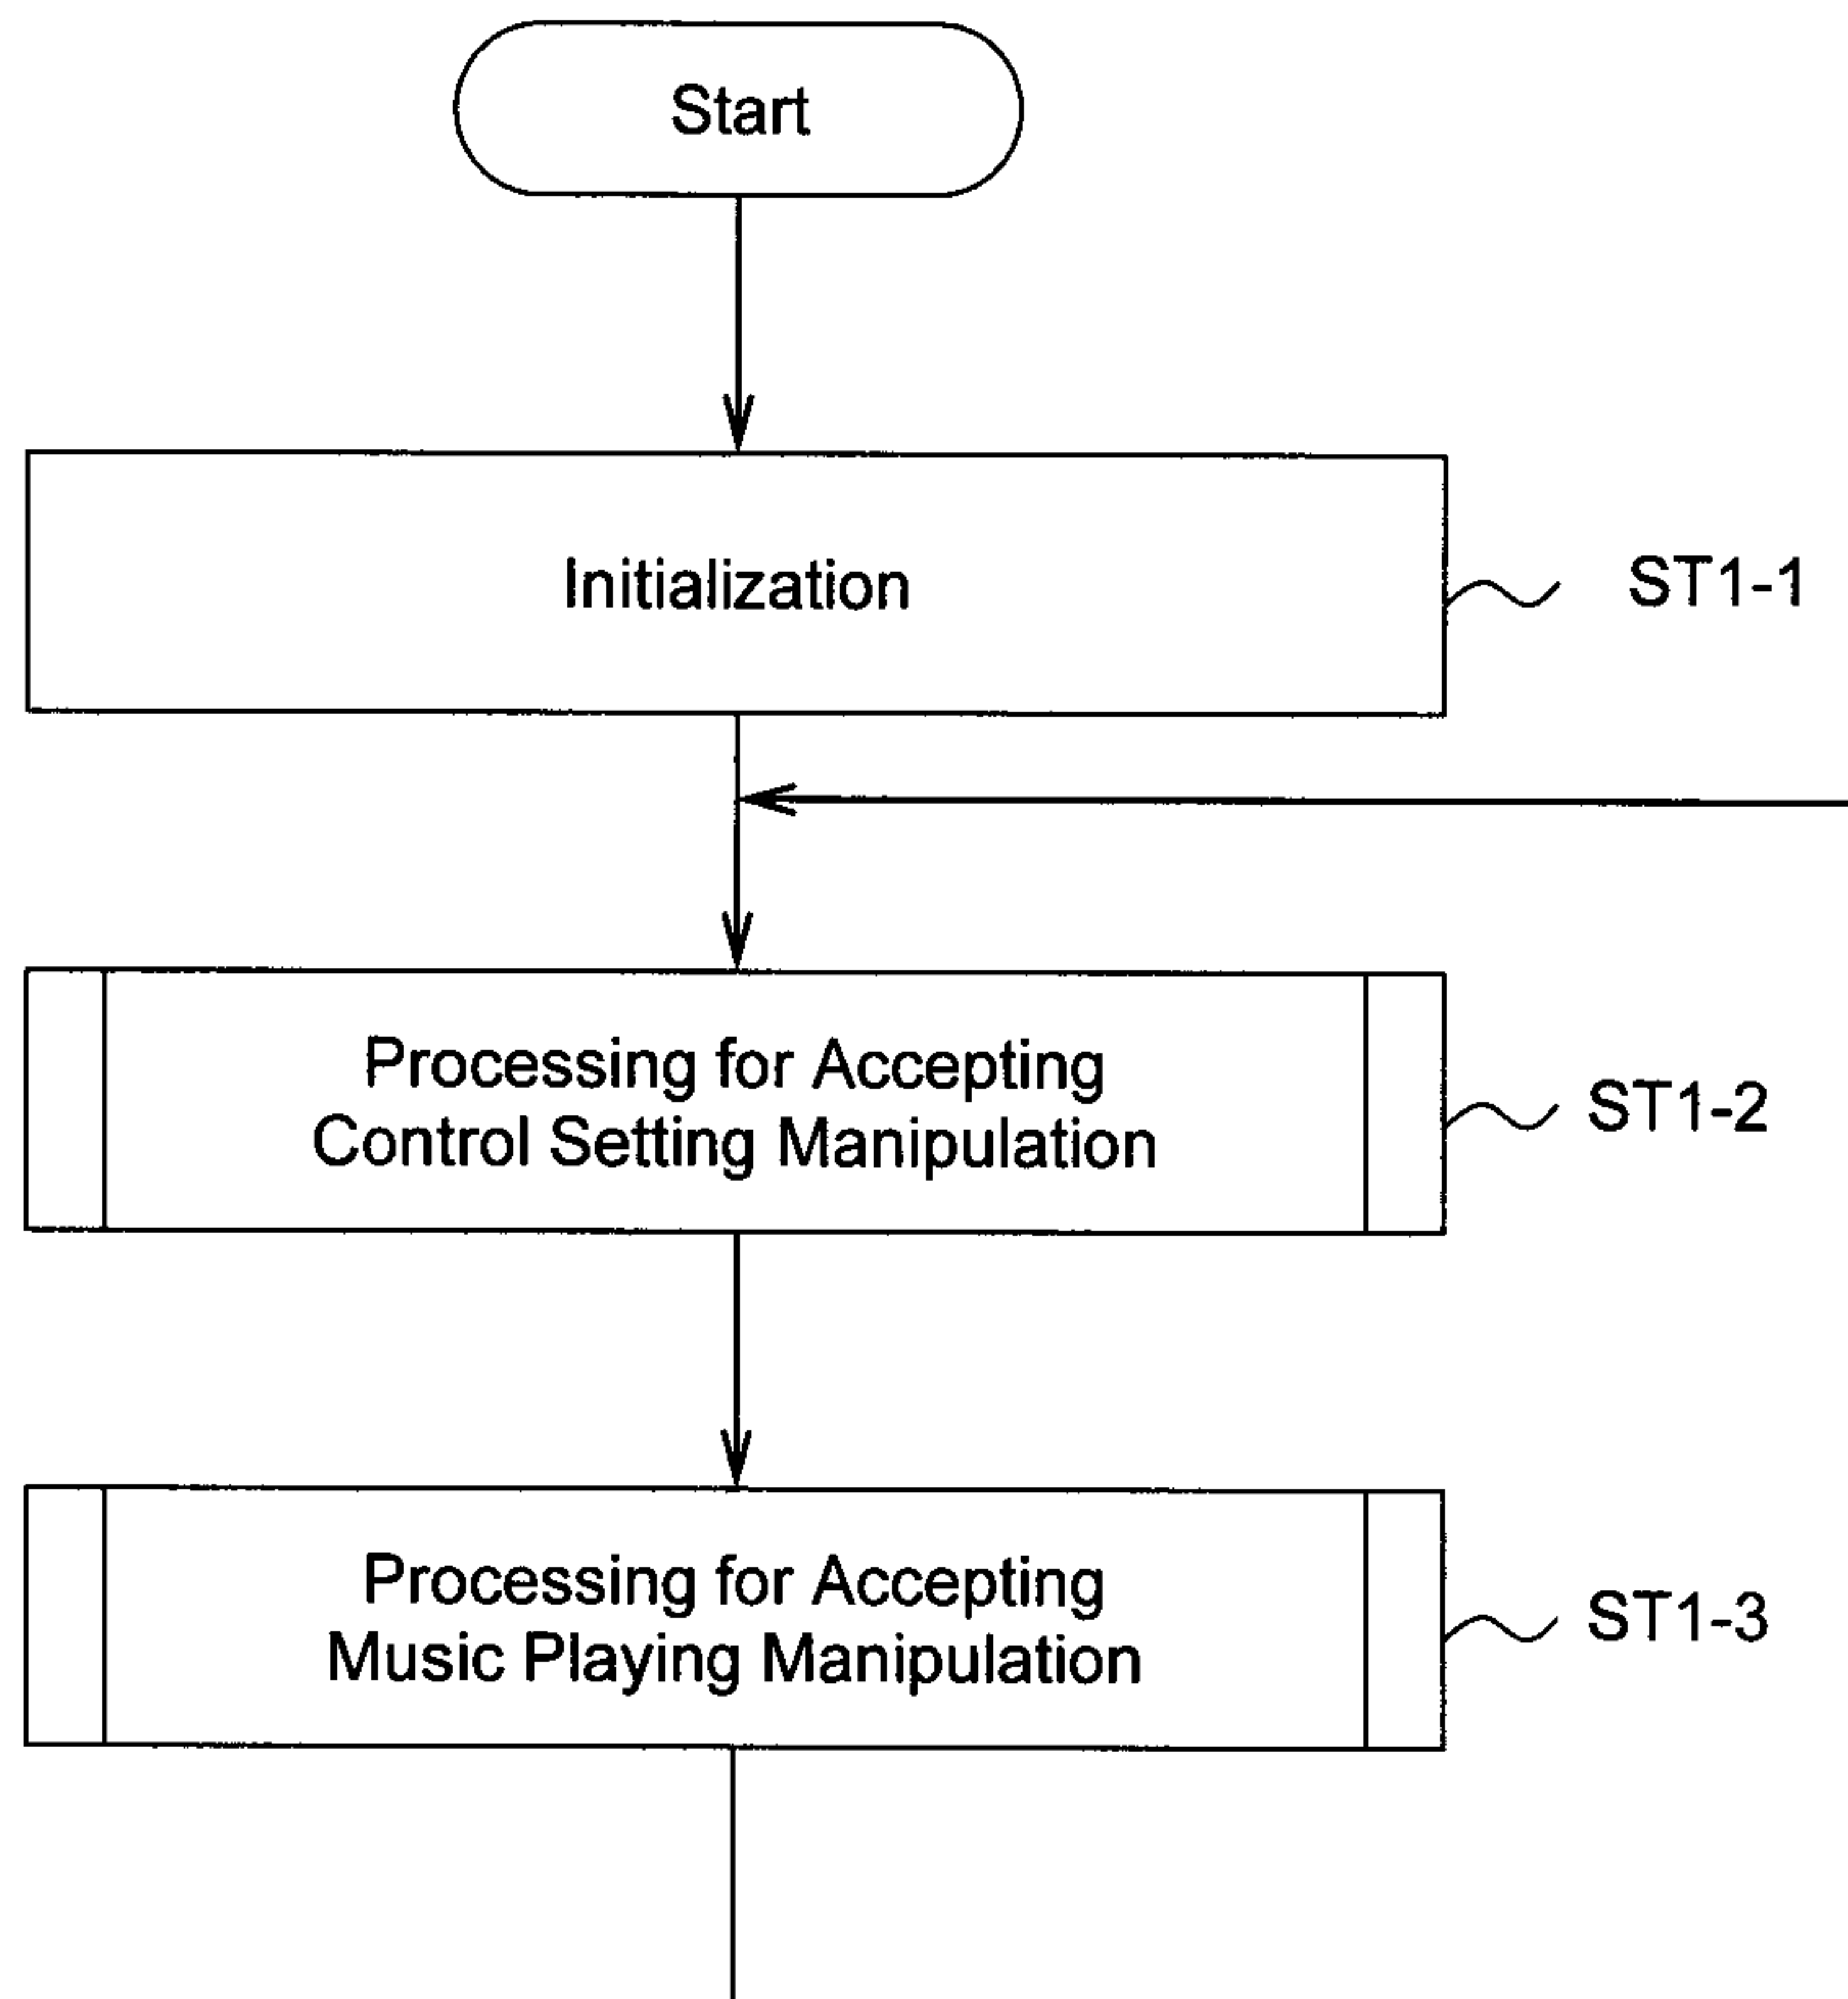 Start
Initialization
ST1-1
Processing for Accepting
Control Setting Manipulation
ST1-2
Processing for Accepting
Music Playing Manipulation
ST1-3